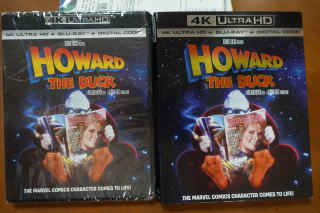 4K ULTRA HD
4K ULTRA HD + BLU-RAY + DIGITAL CODE
HOWARD
THE DUCK
THE MARVEL COMICS CHARACTER COMES TO LIFE!
4K ULTRA HD
4K ULTRA HD + BLU-RAY + DIGITAL CODE
HOWARD
THE DUCK
THE MARVEL COMICS CHARACTER COMES TO LIFE!